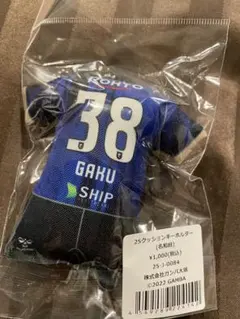 ROHTO
38
GAKU
SHIP
25クッションキーホルダー
[名和田]
¥1,000(税込)
25-J-0084
株式会社ガンバ大阪
©2022 GAMBA